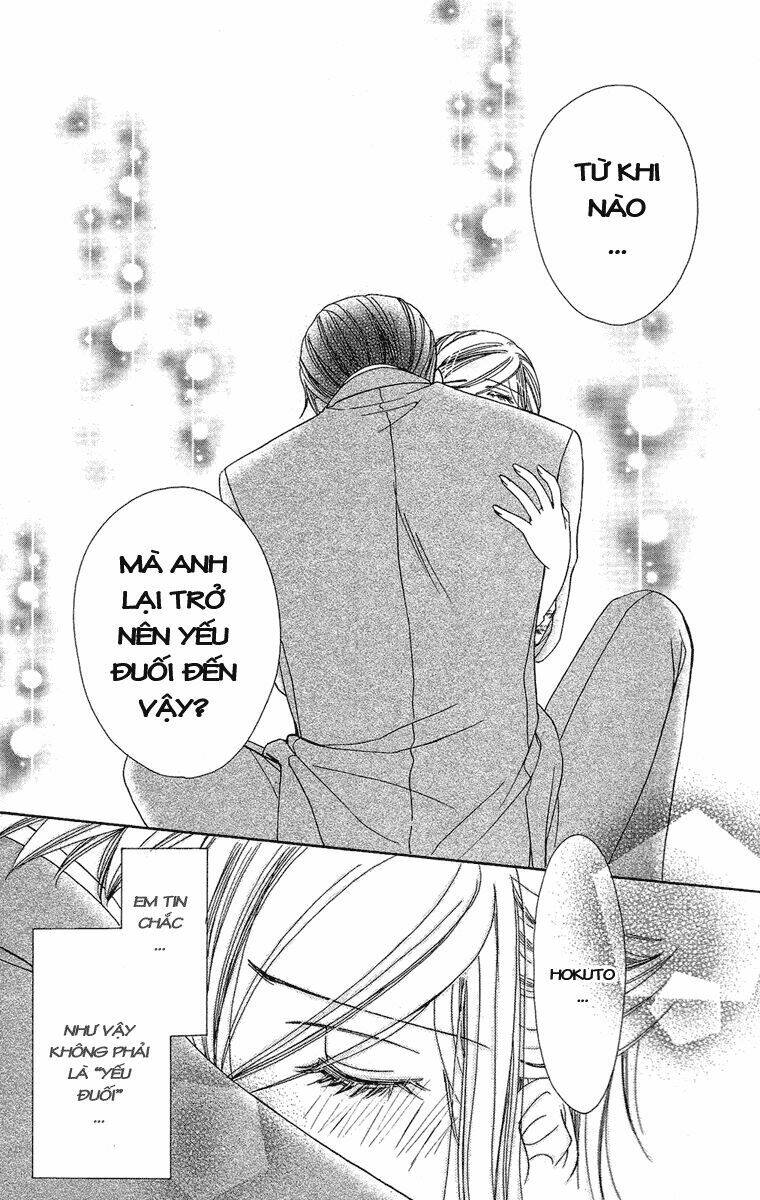 TỪ KHI
NÀO
...
MÀ ANH
LẠI TRỞ
NÊN YẾU
ĐUỐI ĐẾN
VẬY?
HOKUTO
...
EM TIN
CHẮC
...
NHƯ VẬY
KHÔNG PHẢI
LÀ "YẾU
ĐUỐI"
...